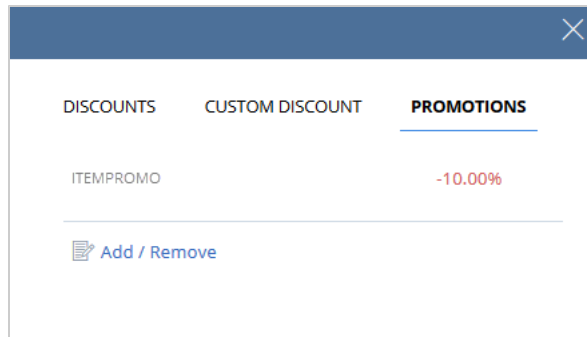 DISCOUNTS CUSTOM DISCOUNT PROMOTIONS
ITEMPROMO -10.00%
Add / Remove